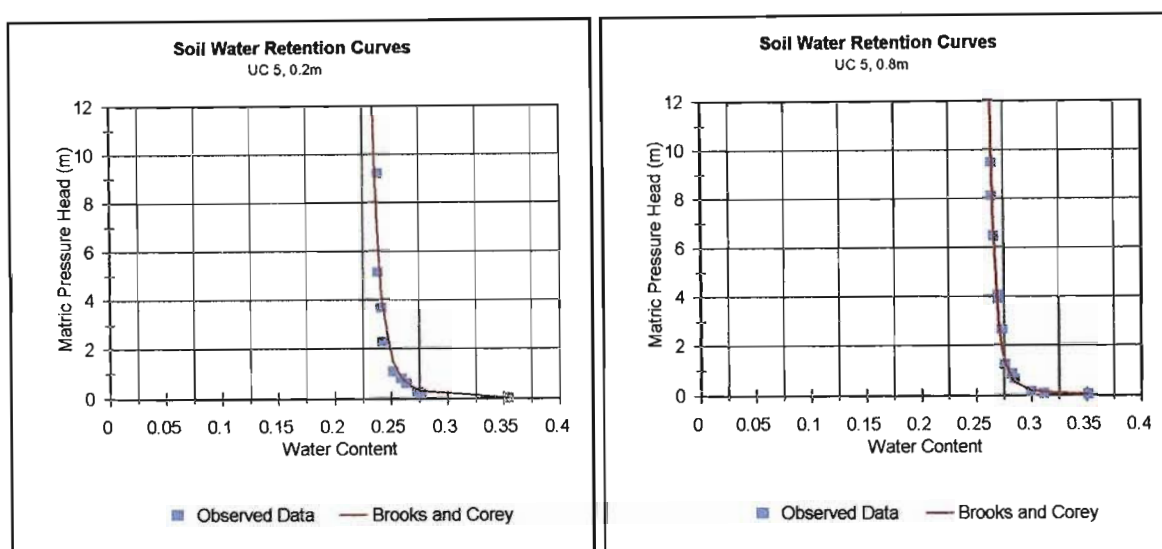 Soil Water Retention Curves
UC 5, 0.2m
12
10
8
6
4
2
0
Matric Pressure Head (m)
0 0.05 0.1 0.15 0.2 0.25 0.3 0.35 0.4
Water Content
Observed Data Brooks and Corey
Soil Water Retention Curves
UC 5, 0.8m
12
10
8
6
4
2
0
Matric Pressure Head (m)
0 0.05 0.1 0.15 0.2 0.25 0.3 0.35 0.4
Water Content
Observed Data Brooks and Corey